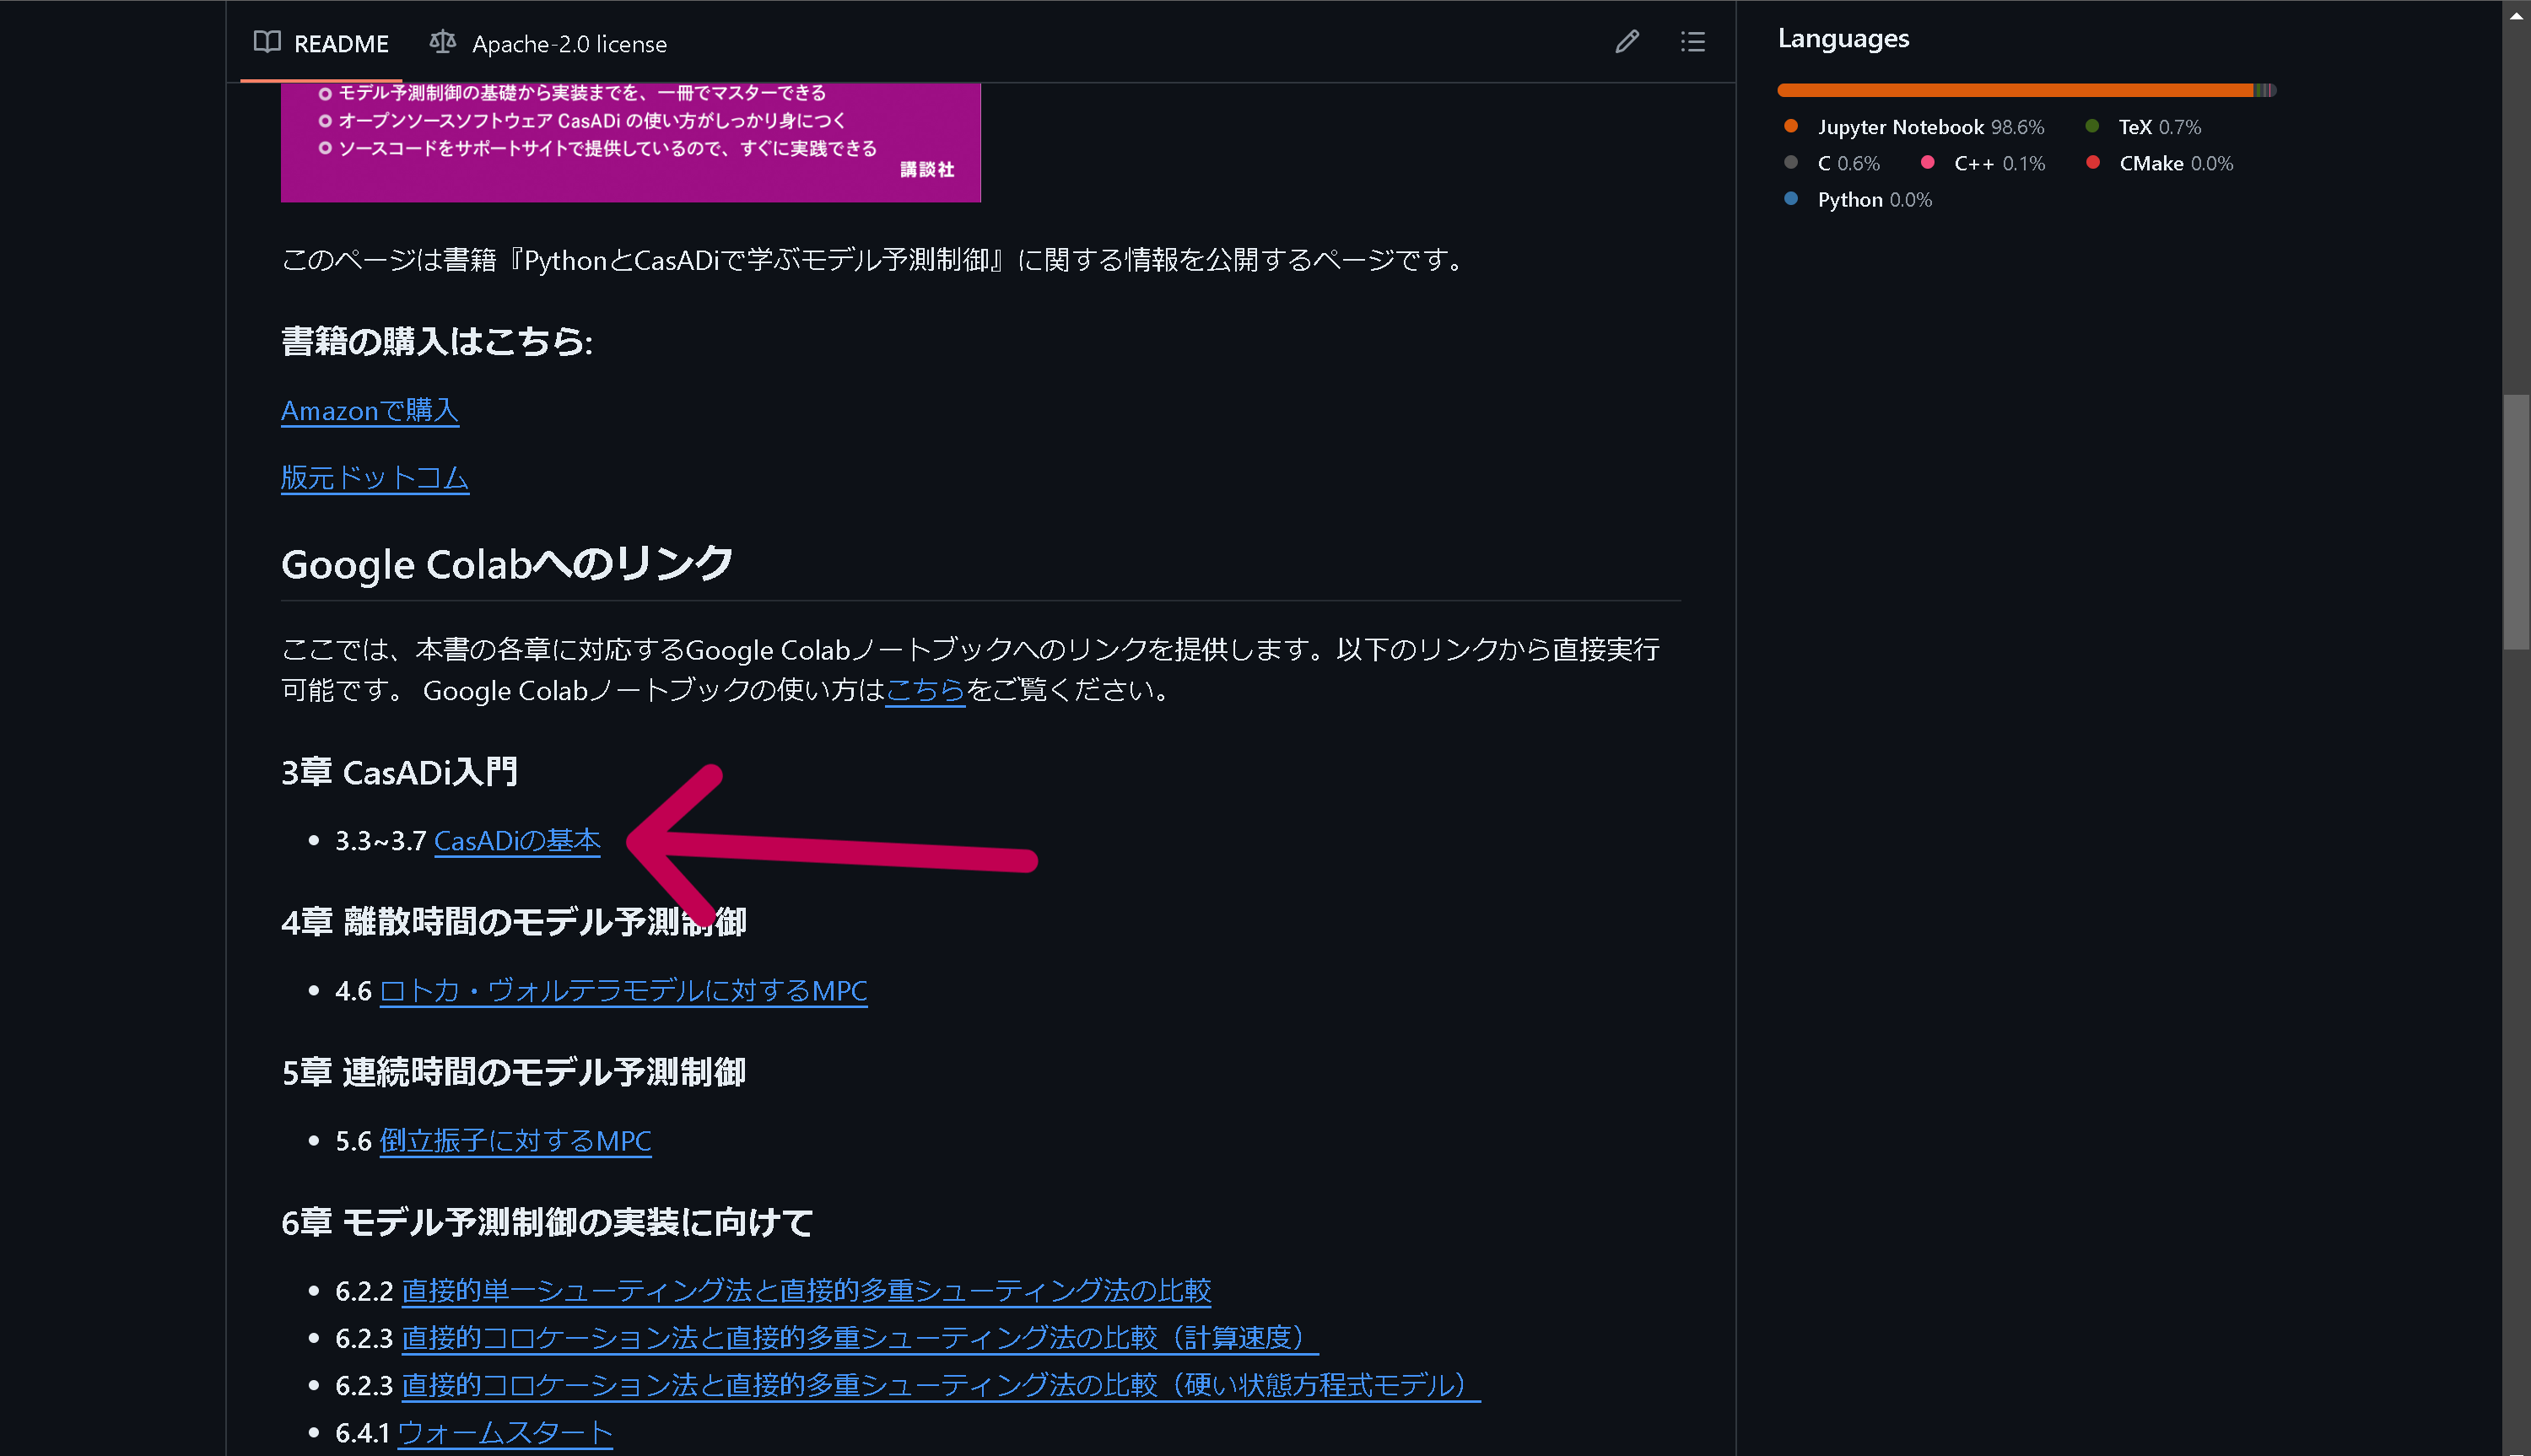 README
Apache-2.0 license
モデル予測制御の基礎から実装までを、一冊でマスターできる
オープンソースソフトウェア CasADi の使い方がしっかり身につく
ソースコードをサポートサイトで提供しているので、すぐに実践できる
講談社
このページは書籍『PythonとCasADiで学ぶモデル予測制御』に関する情報を公開するページです。
書籍の購入はこちら:
Amazonで購入
版元ドットコム
Google Colabへのリンク
ここでは、本書の各章に対応するGoogle Colabノートブックへのリンクを提供します。以下のリンクから直接実行
可能です。 Google Colabノートブックの使い方はこちらをご覧ください。
3章 CasADi入門
3.3~3.7 CasADiの基本
4章 離散時間のモデル予測制御
4.6 ロトカ・ヴォルテラモデルに対するMPC
5章 連続時間のモデル予測制御
5.6 倒立振子に対するMPC
6章 モデル予測制御の実装に向けて
6.2.2 直接的単一シューティング法と直接的多重シューティング法の比較
6.2.3 直接的コロケーション法と直接的多重シューティング法の比較（計算速度）
6.2.3 直接的コロケーション法と直接的多重シューティング法の比較（硬い状態方程式モデル）
6.4.1 ウォームスタート
Languages
Jupyter Notebook 98.6%
TeX 0.7%
C 0.6%
C++ 0.1%
CMake 0.0%
Python 0.0%